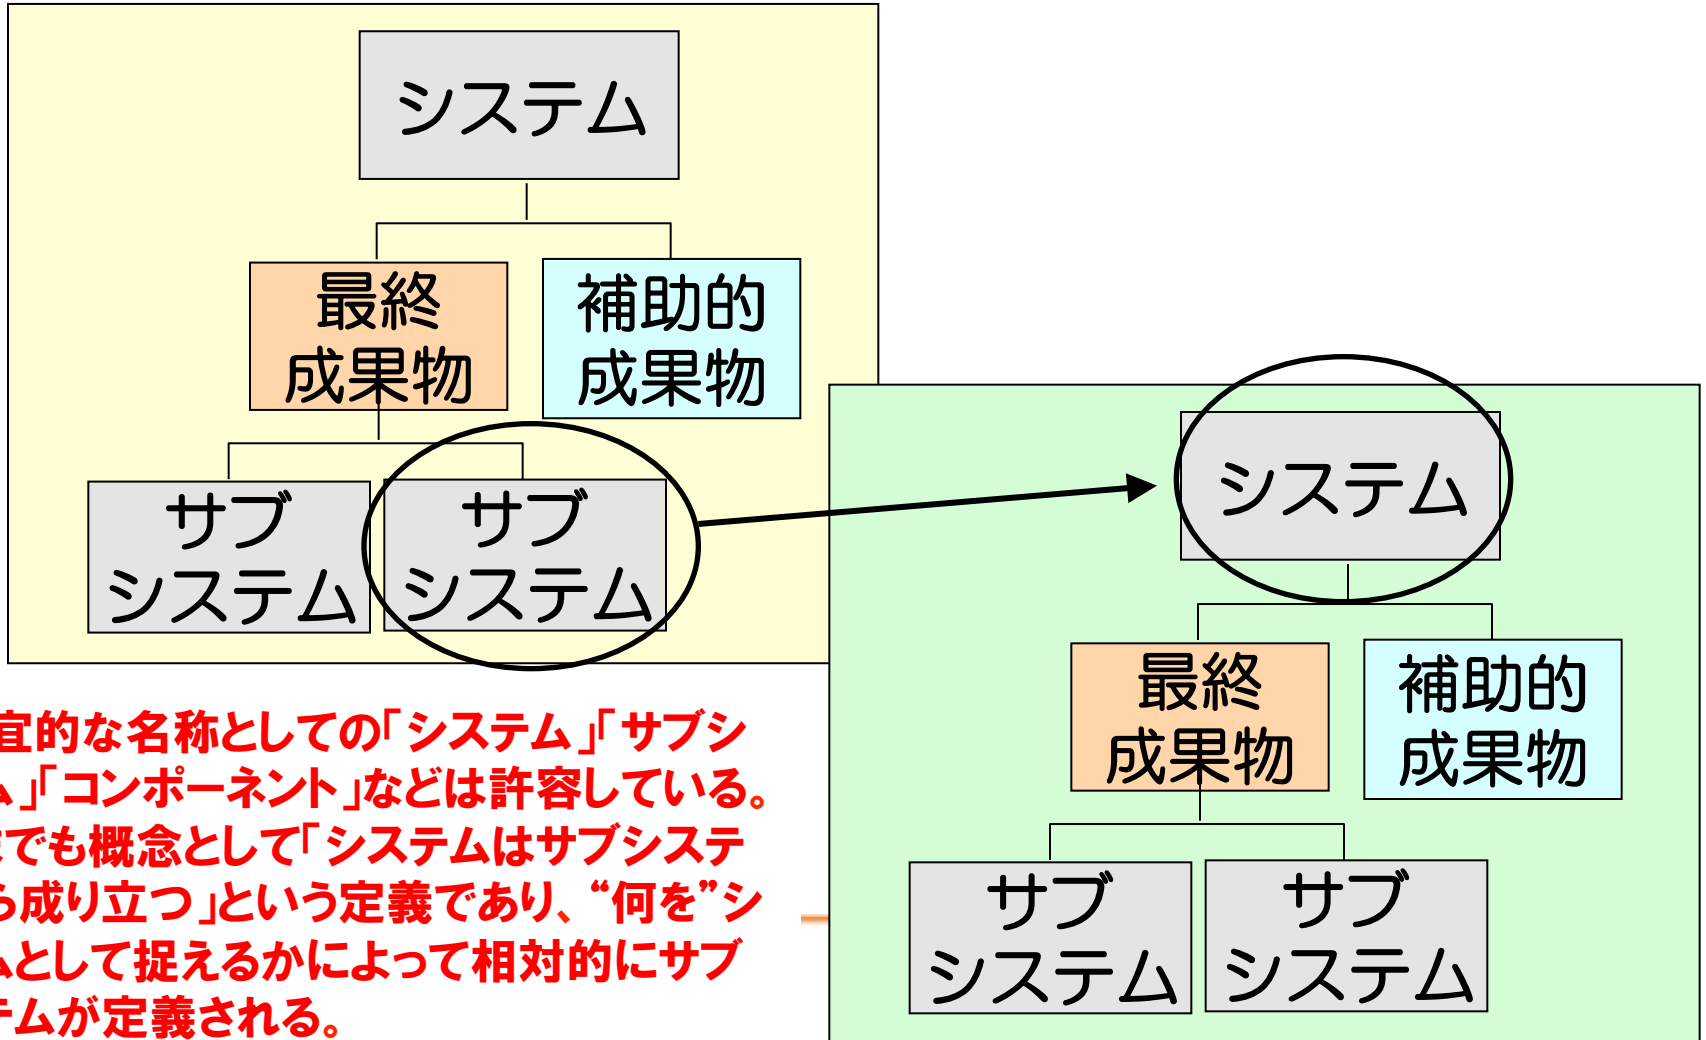 システム
最終
成果物
補助的
成果物
サブ
システム
サブ
システム
システム
最終
成果物
補助的
成果物
サブ
システム
サブ
システム
宜的な名称としての「システム」「サブシ
ム」「コンポーネント」などは許容している。
でも概念として「システムはサブシステ
ら成り立つ」という定義であり、“何を”シ
ムとして捉えるかによって相対的にサブ
テムが定義される。